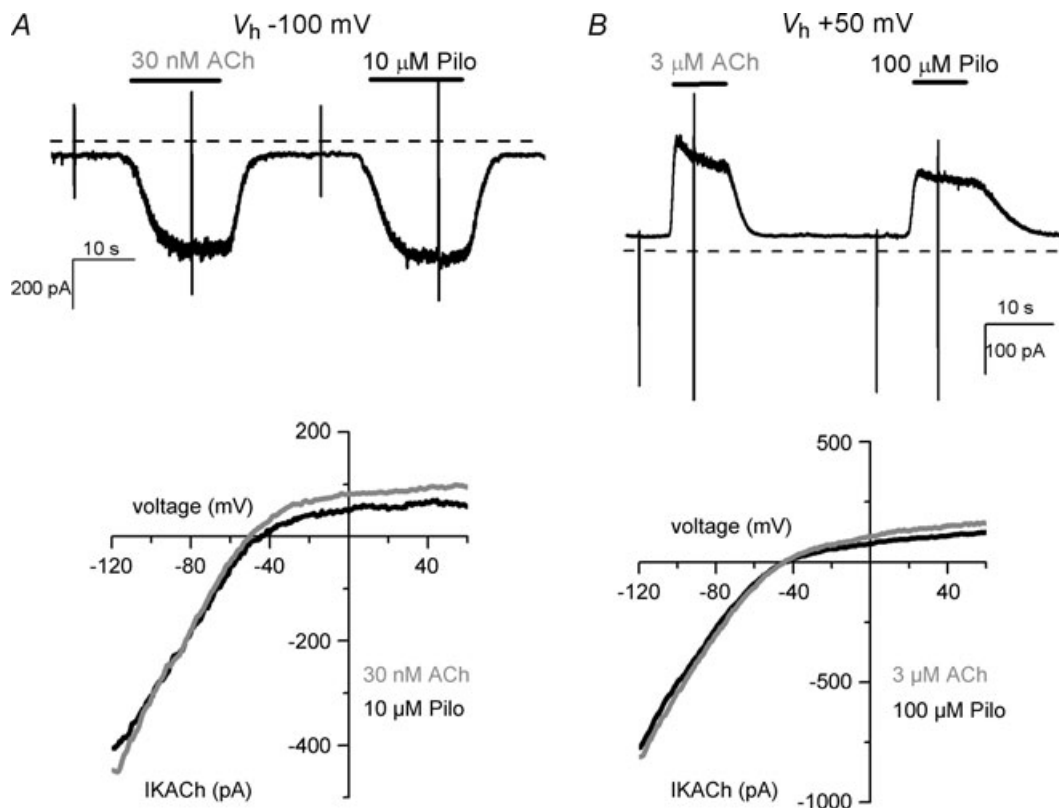 A
V_h -100 mV
30 nM ACh
10 µM Pilo
10 s
200 pA
200
voltage (mV)
-120
-80
-40
40
-200
30 nM ACh
10 µM Pilo
-400
IKACh (pA)
B
V_h +50 mV
3 µM ACh
100 µM Pilo
10 s
100 pA
500
voltage (mV)
-120
-80
-40
40
-500
3 µM ACh
100 µM Pilo
IKACh (pA)
-1000